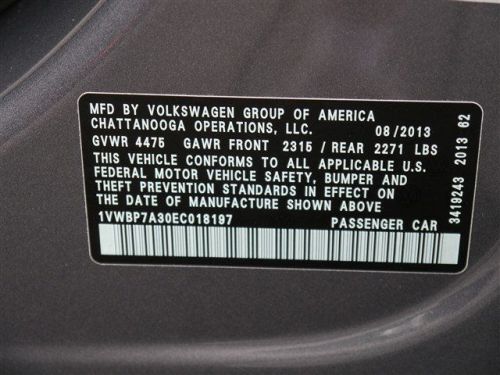 MFD BY VOLKSWAGEN GROUP OF AMERICA
CHATTANOOGA OPERATIONS, LLC. 08/2013
GVWR 4475 GAWR FRONT 2315 / REAR 2271 LBS
THIS VEHICLE CONFORMS TO ALL APPLICABLE U.S.
FEDERAL MOTOR VEHICLE SAFETY, BUMPER AND
THEFT PREVENTION STANDARDS IN EFFECT ON
THE DATE OF MANUFACTURE SHOWN ABOVE.
1VWBP7A30EC018197 PASSENGER CAR
3419243 2013 62